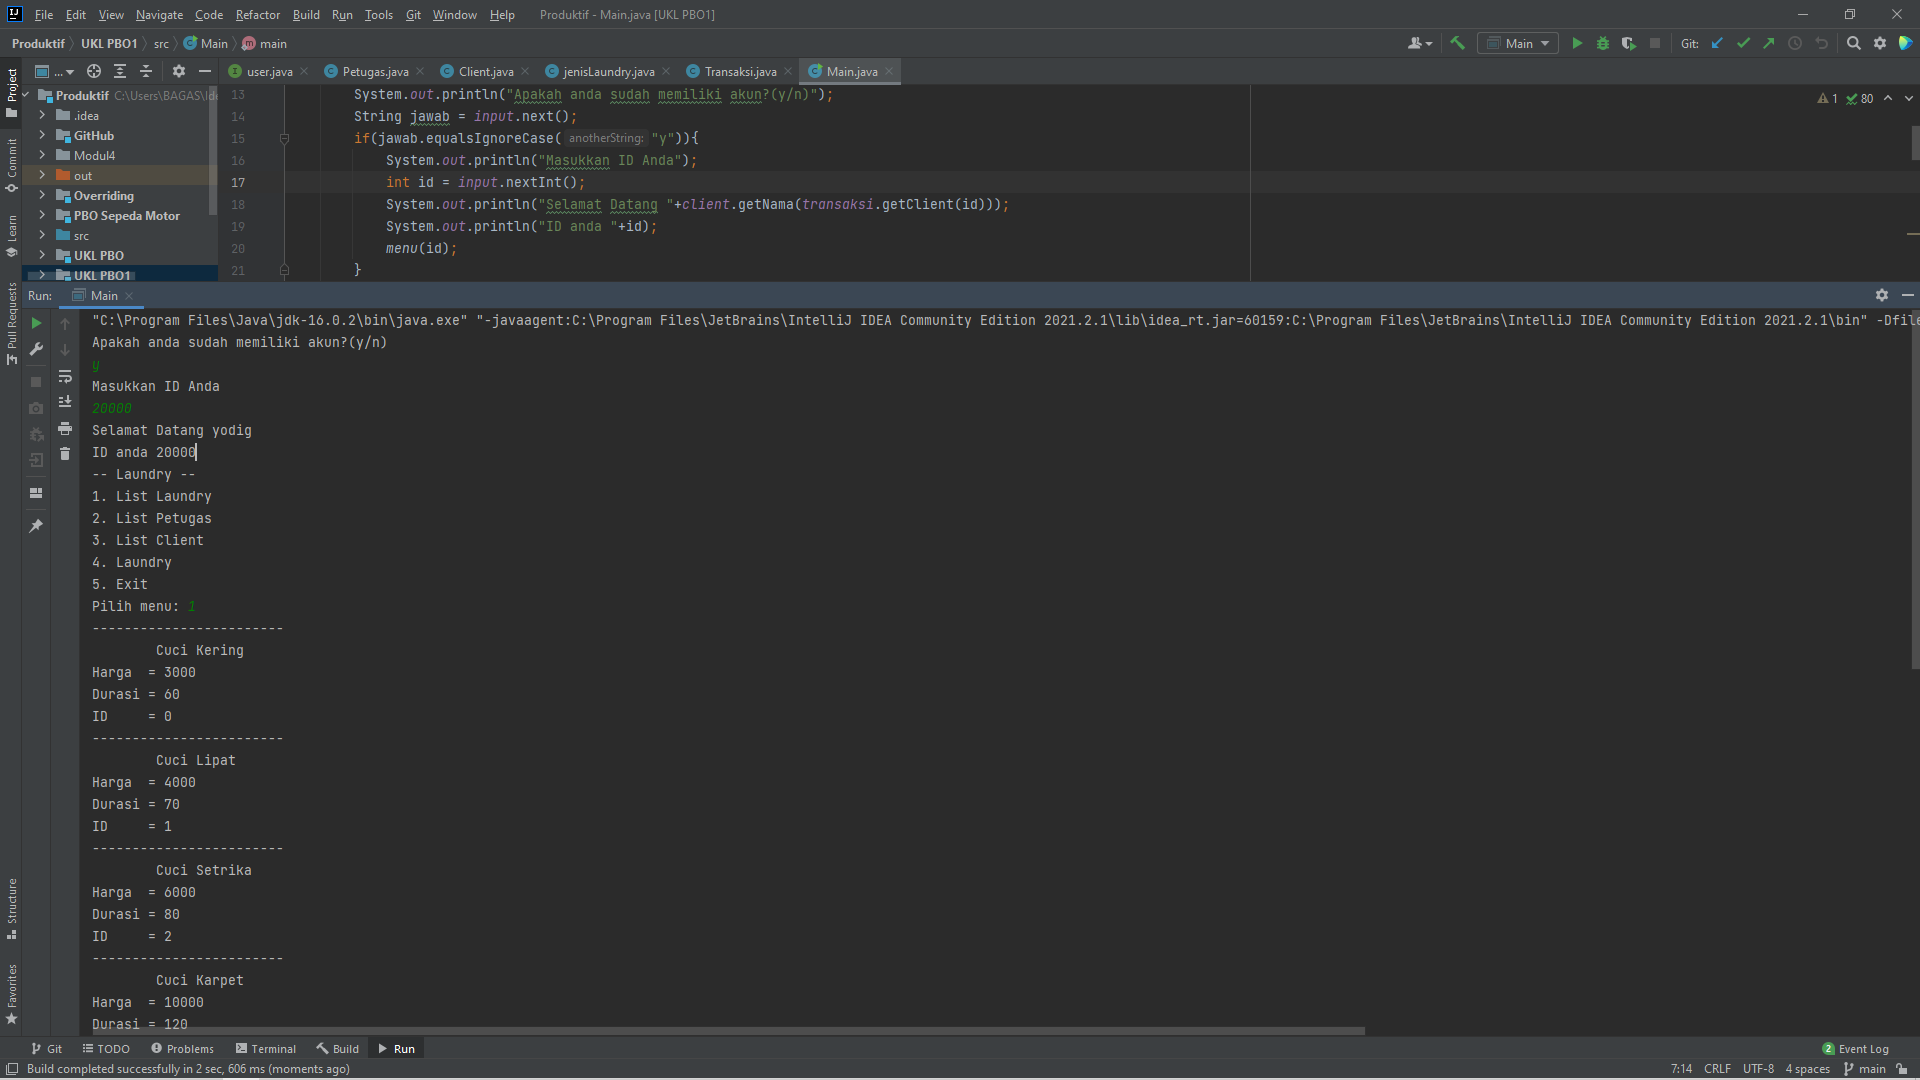 File Edit View Navigate Code Refactor Build Run Tools Git Window Help Produktif - Main.java [UKL PBO1]
Produktif UKL PBO1 src Main main
Main Git:
Project
Commit
Learn
Pull Requests
Structure
Favorites
...
user.java Petugas.java Client.java jenisLaundry.java Transaksi.java Main.java
Produktif C:\Users\BAGAS\Ide
.idea
GitHub
Modul4
out
Overriding
PBO Sepeda Motor
src
UKL PBO
UKL PBO1
1 80
13 System.out.println("Apakah anda sudah memiliki akun?(y/n)");
14 String jawab = input.next();
15 if(jawab.equalsIgnoreCase( anotherString: "y")){
16 System.out.println("Masukkan ID Anda");
17 int id = input.nextInt();
18 System.out.println("Selamat Datang "+client.getNama(transaksi.getClient(id)));
19 System.out.println("ID anda "+id);
20 menu(id);
21 }
Run: Main
"C:\Program Files\Java\jdk-16.0.2\bin\java.exe" "-javaagent:C:\Program Files\JetBrains\IntelliJ IDEA Community Edition 2021.2.1\lib\idea_rt.jar=60159:C:\Program Files\JetBrains\IntelliJ IDEA Community Edition 2021.2.1\bin" -Dfile
Apakah anda sudah memiliki akun?(y/n)
y
Masukkan ID Anda
20000
Selamat Datang yodig
ID anda 20000
-- Laundry --
1. List Laundry
2. List Petugas
3. List Client
4. Laundry
5. Exit
Pilih menu: 1
------------------------
Cuci Kering
Harga  = 3000
Durasi = 60
ID     = 0
------------------------
Cuci Lipat
Harga  = 4000
Durasi = 70
ID     = 1
------------------------
Cuci Setrika
Harga  = 6000
Durasi = 80
ID     = 2
------------------------
Cuci Karpet
Harga  = 10000
Durasi = 120
Git TODO Problems Terminal Build Run 2 Event Log
Build completed successfully in 2 sec, 606 ms (moments ago) 7:14 CRLF UTF-8 4 spaces main